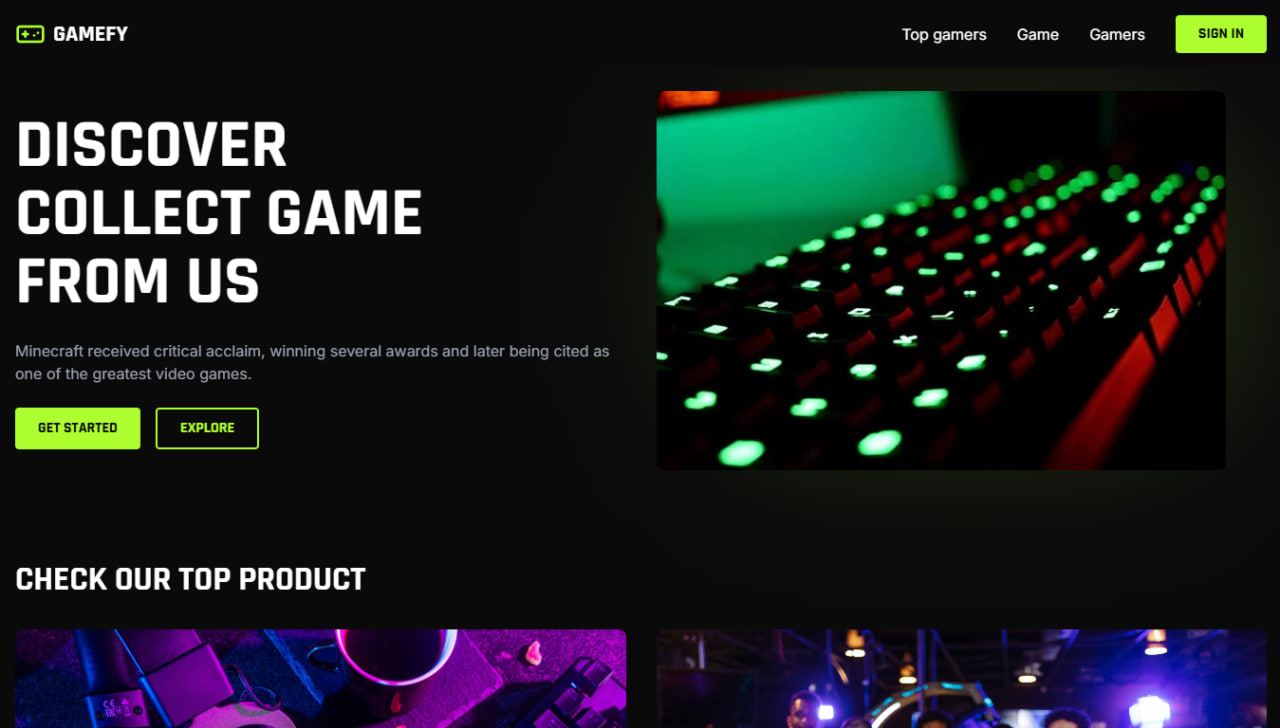 GAMEFY
Top gamers
Game
Gamers
SIGN IN
DISCOVER
COLLECT GAME
FROM US
Minecraft received critical acclaim, winning several awards and later being cited as
one of the greatest video games.
GET STARTED
EXPLORE
CHECK OUR TOP PRODUCT